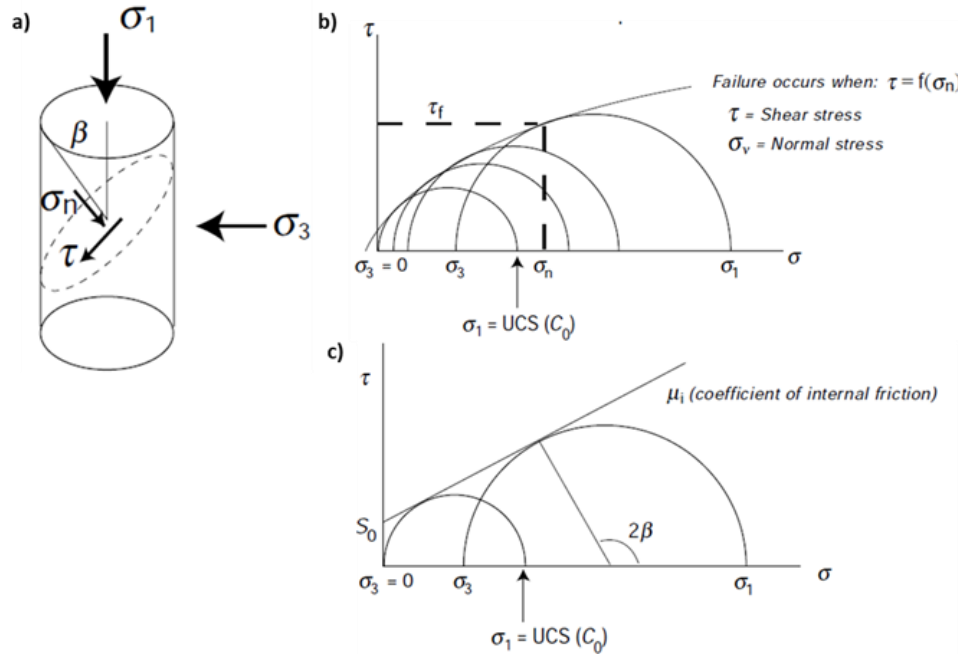 a)
σ1
β
σn
τ
σ3
b)
τ
τf
Failure occurs when: τ = f(σn)
τ = Shear stress
σν = Normal stress
σ3 = 0
σ3
σn
σ1
σ
σ1 = UCS (C0)
c)
τ
μi (coefficient of internal friction)
S0
2β
σ3 = 0
σ3
σ1
σ
σ1 = UCS (C0)